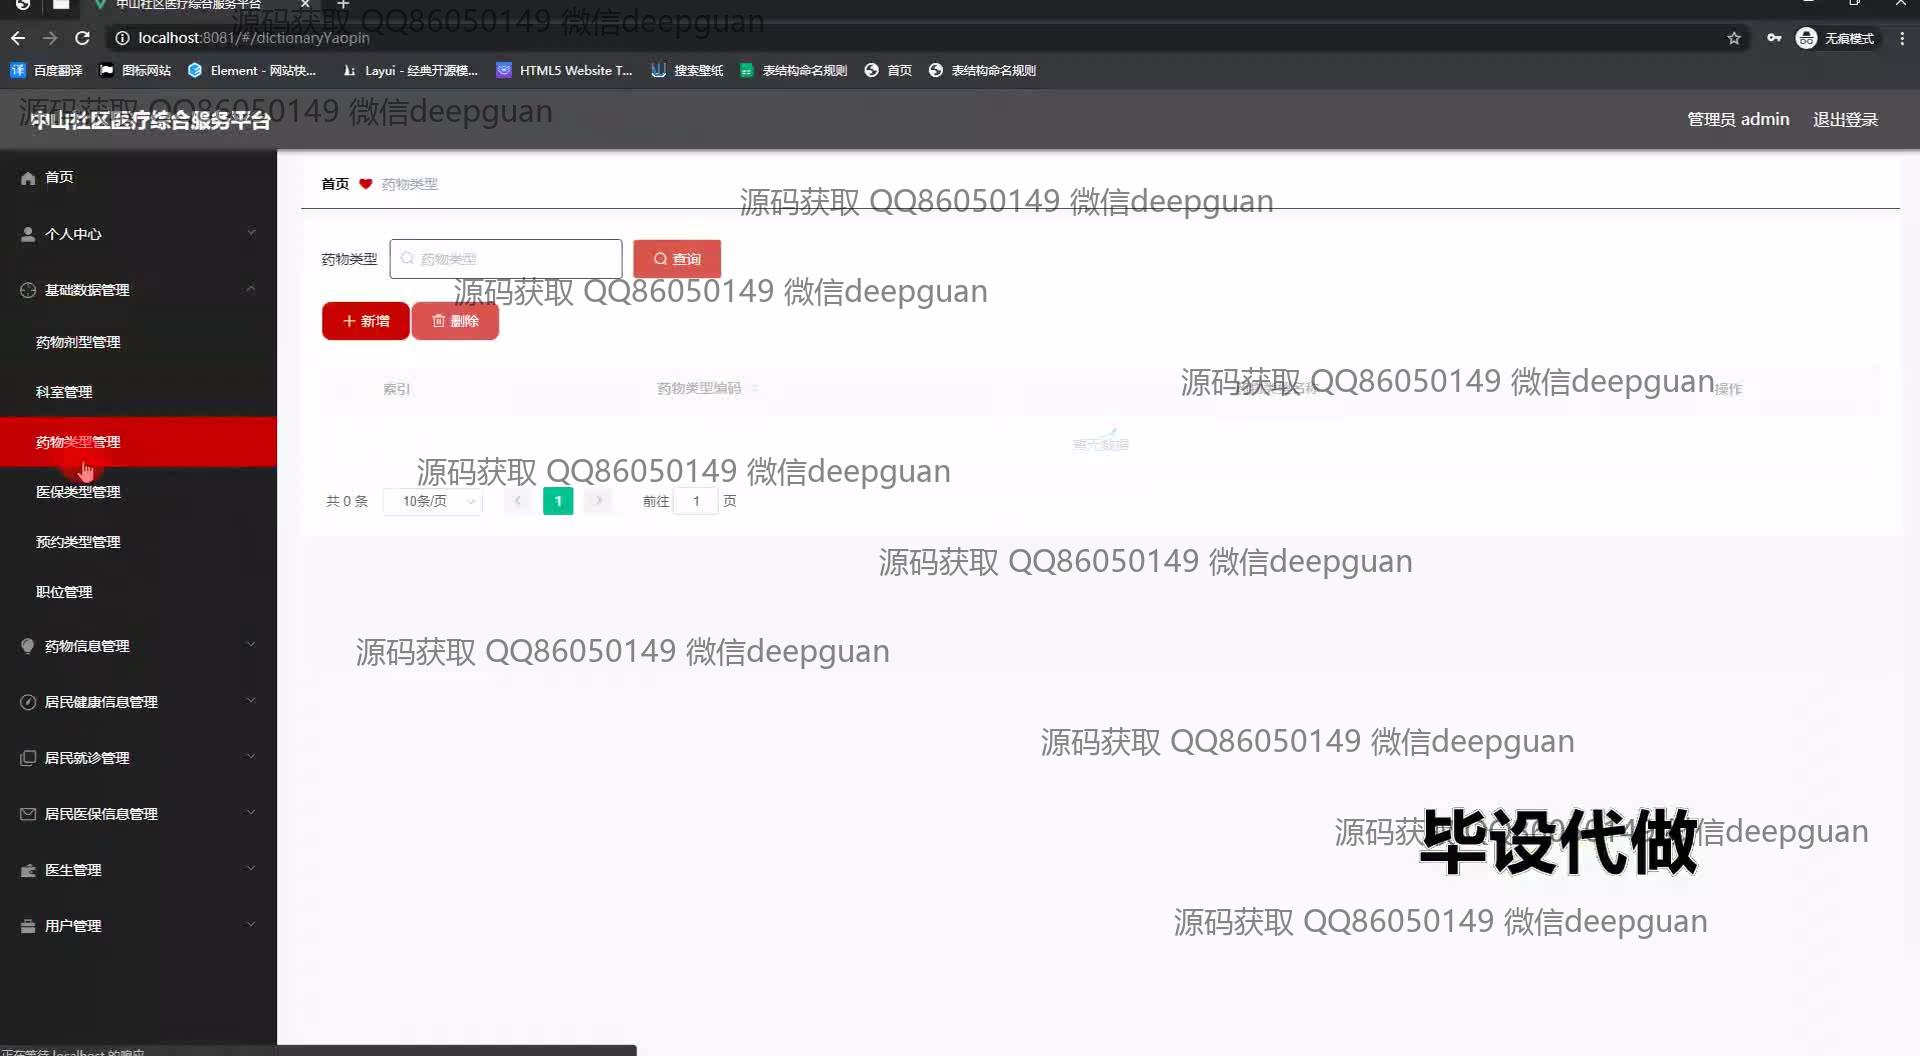 中山社区医疗综合服务平台
源码获取 QQ86050149 微信deepguan
localhost:8081/#/dictionaryYaopin
无痕模式
百度翻译
图标网站
Element - 网站快...
Layui - 经典开源模...
HTML5 Website T...
搜索壁纸
表结构命名规则
首页
表结构命名规则
源码获取 QQ86050149 微信deepguan
中山社区医疗综合服务平台
管理员 admin
退出登录
首页
个人中心
基础数据管理
药物剂型管理
科室管理
药物类型管理
医保类型管理
预约类型管理
职位管理
药物信息管理
居民健康信息管理
居民就诊管理
居民医保信息管理
医生管理
用户管理
首页 药物类型
源码获取 QQ86050149 微信deepguan
药物类型 药物类型 查询
源码获取 QQ86050149 微信deepguan
新增 删除
索引 药物类型编码 药物类型名称 操作
源码获取 QQ86050149 微信deepguan
暂无数据
源码获取 QQ86050149 微信deepguan
共 0 条 10条/页 1 前往 1 页
源码获取 QQ86050149 微信deepguan
源码获取 QQ86050149 微信deepguan
源码获取 QQ86050149 微信deepguan
源码获取 QQ86050149 微信deepguan
毕设代做
源码获取 QQ86050149 微信deepguan
正在等待 localhost 的响应